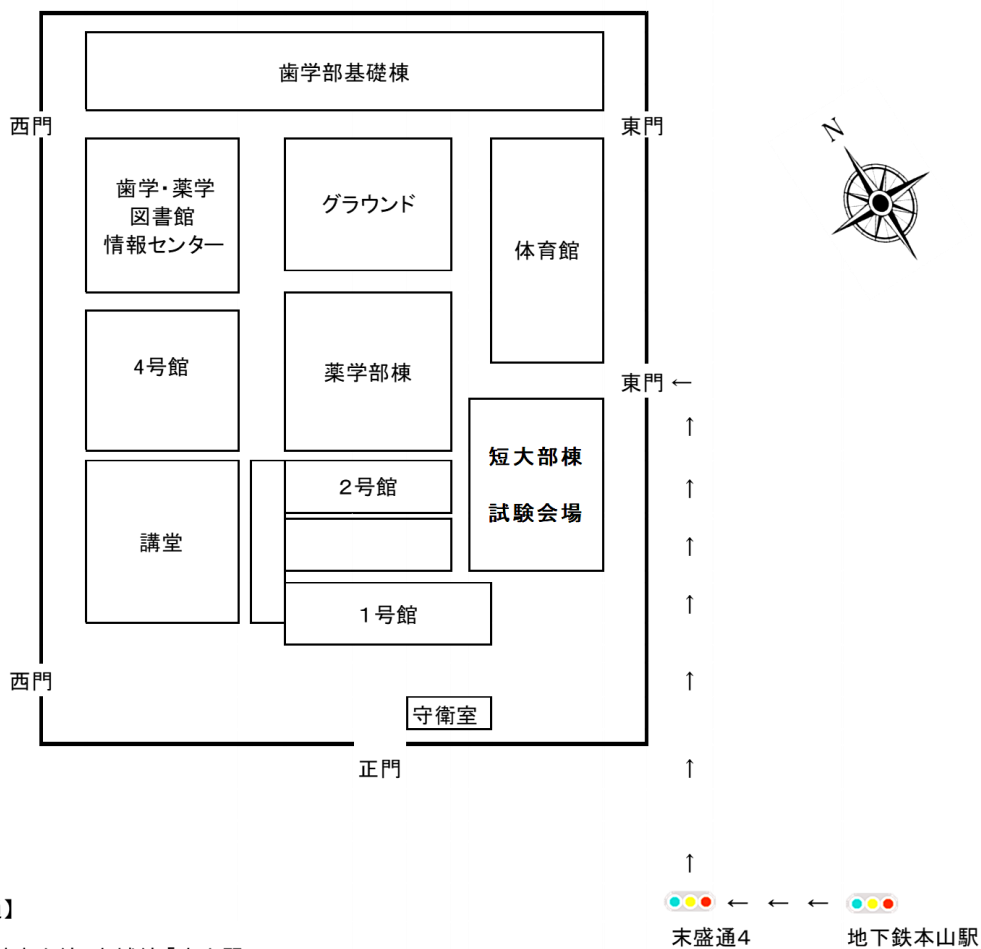 歯学部基礎棟
西門
東門
歯学・薬学
図書館
情報センター
グラウンド
体育館
N
4号館
薬学部棟
東門 ←
↑
短大部棟
試験会場
↑
２号館
講堂
↑
↑
１号館
西門
↑
守衛室
正門
↑
↑
】
← ← ←
末盛通４
地下鉄本山駅